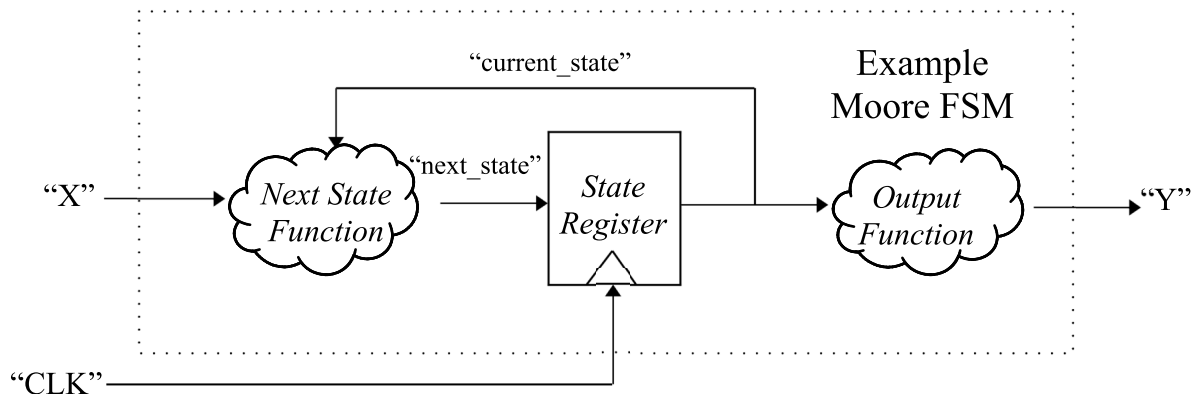 “current_state”
Example
Moore FSM
“X”
Next State
Function
“next_state”
State
Register
Output
Function
“Y”
“CLK”